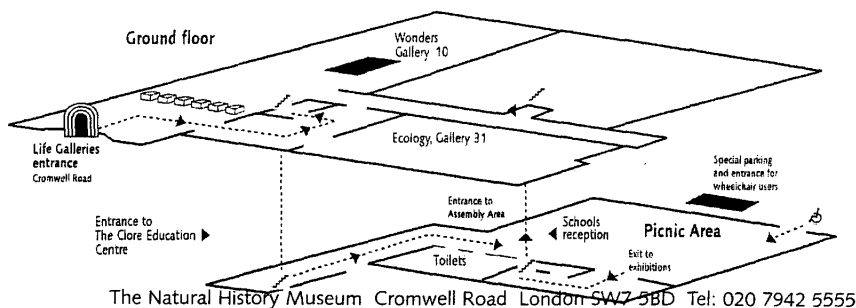 Ground floor
Wonders
Gallery 10
Ecology, Gallery 31
Life Galleries
entrance
Cromwell Road
Special parking
and entrance for
wheelchair users
Entrance to
The Clore Education
Centre
Entrance to
Assembly Area
Schools
reception
Picnic Area
Toilets
Exit to
exhibitions
The Natural History Museum Cromwell Road London SW7 5BD Tel: 020 7942 5555